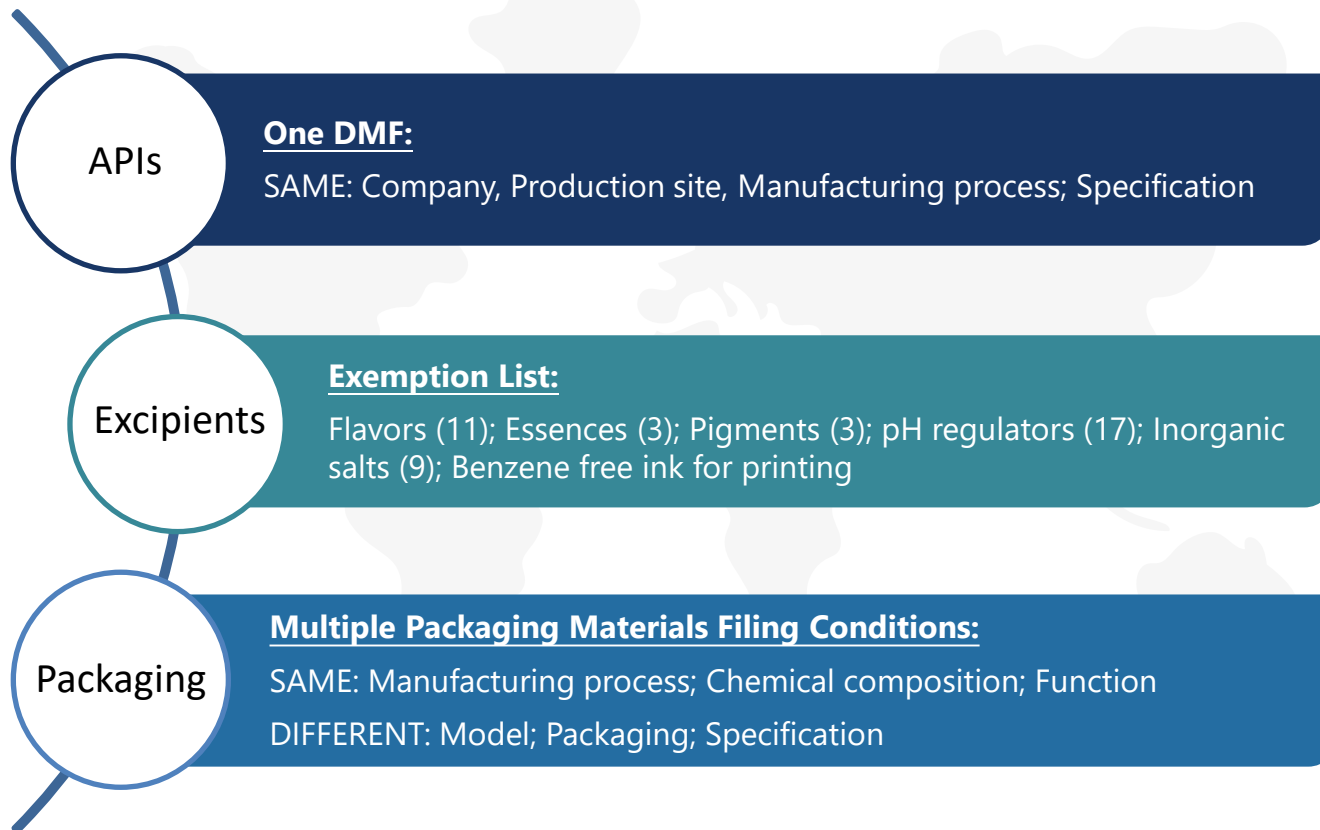 APIs
One DMF:
SAME: Company, Production site, Manufacturing process; Specification
Excipients
Exemption List:
Flavors (11); Essences (3); Pigments (3); pH regulators (17); Inorganic
salts (9); Benzene free ink for printing
Packaging
Multiple Packaging Materials Filing Conditions:
SAME: Manufacturing process; Chemical composition; Function
DIFFERENT: Model; Packaging; Specification